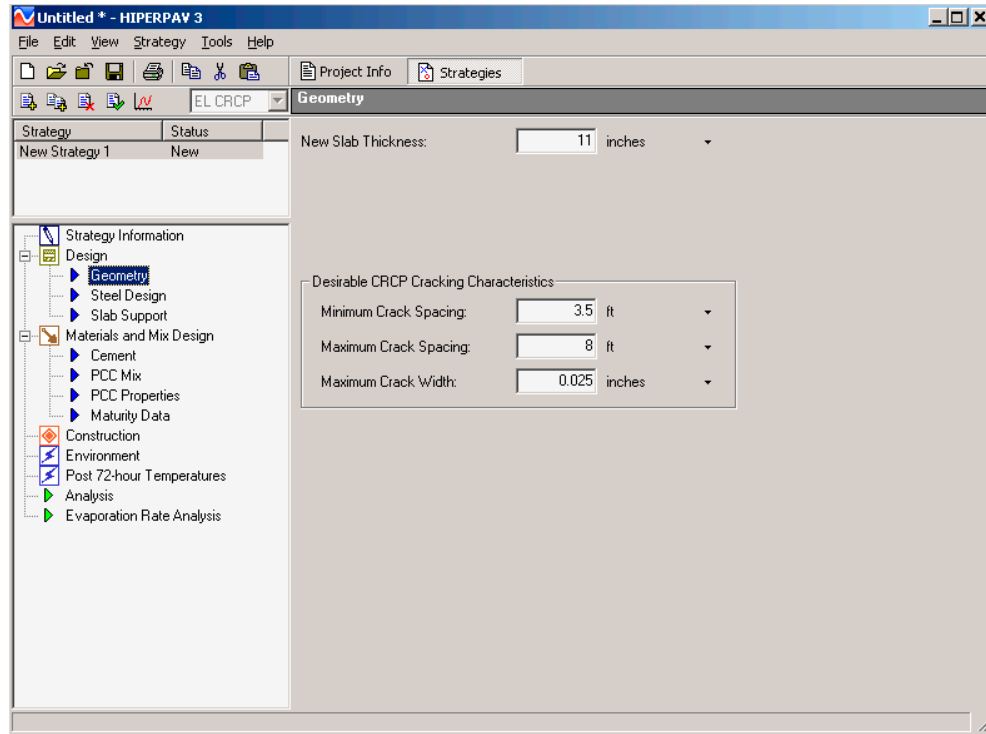 Untitled * - HIPERPAV 3
File Edit View Strategy Tools Help
Project Info Strategies
EL CRCP Geometry
Strategy Status
New Strategy 1 New
New Slab Thickness: 11 inches
Strategy Information
Design
Geometry
Steel Design
Slab Support
Materials and Mix Design
Cement
PCC Mix
PCC Properties
Maturity Data
Construction
Environment
Post 72-hour Temperatures
Analysis
Evaporation Rate Analysis
Desirable CRCP Cracking Characteristics
Minimum Crack Spacing: 3.5 ft
Maximum Crack Spacing: 8 ft
Maximum Crack Width: 0.025 inches